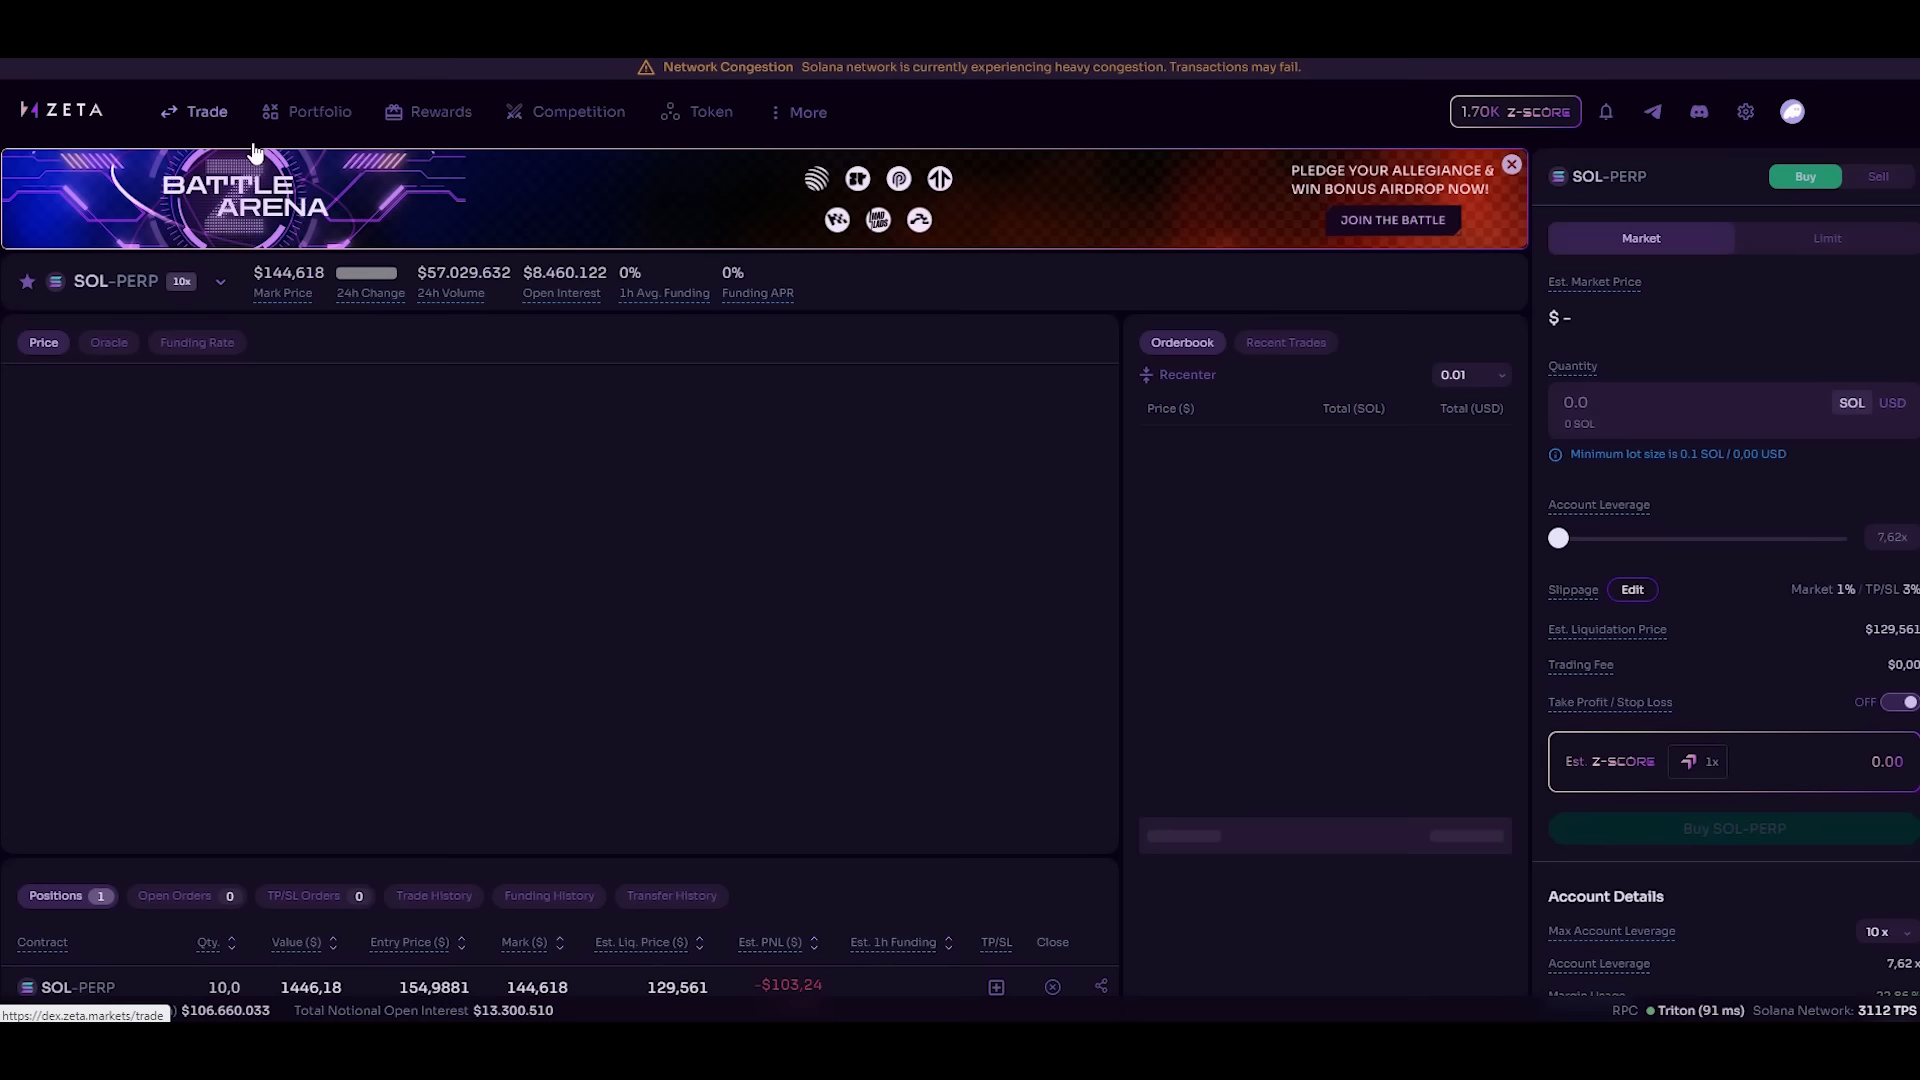 Network Congestion Solana network is currently experiencing heavy congestion. Transactions may fail.
ZETA Trade Portfolio Rewards Competition Token More 1.70K Z-SCORE
BATTLE
ARENA
MAD
LADS
PLEDGE YOUR ALLEGIANCE &
WIN BONUS AIRDROP NOW!
JOIN THE BATTLE
SOL-PERP 10x
$144,618 $57.029.632 $8.460.122 0% 0%
Mark Price 24h Change 24h Volume Open Interest 1h Avg. Funding Funding APR
Price Oracle Funding Rate
Orderbook Recent Trades
Recenter 0.01
Price ($) Total (SOL) Total (USD)
SOL-PERP Buy Sell
Market Limit
Est. Market Price
$ -
Quantity
0.0 SOL USD
0 SOL
Minimum lot size is 0.1 SOL / 0,00 USD
Account Leverage
7,62x
Slippage Edit Market 1% / TP/SL 3%
Est. Liquidation Price $129,561
Trading Fee $0,00
Take Profit / Stop Loss OFF
Est. Z-SCORE 1x 0.00
Buy SOL-PERP
Account Details
Max Account Leverage 10 x
Account Leverage 7,62 x
Margin Usage 22,86%
Positions 1 Open Orders 0 TP/SL Orders 0 Trade History Funding History Transfer History
Contract Qty. Value ($) Entry Price ($) Mark ($) Est. Liq. Price ($) Est. PNL ($) Est. 1h Funding TP/SL Close
SOL-PERP 10,0 1446,18 154,9881 144,618 129,561 -$103,24
https://dex.zeta.markets/trade ) $106.660.033 Total Notional Open Interest $13.300.510
RPC Triton (91 ms) Solana Network: 3112 TPS